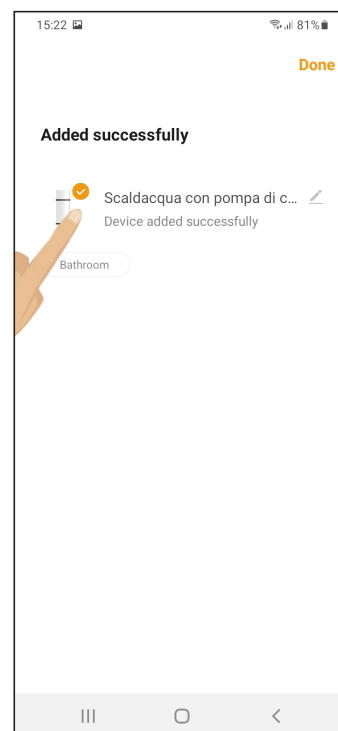 15:22 81%
Done
Added successfully
Scaldacqua con pompa di c...
Device added successfully
Bathroom